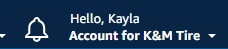 Hello, Kayla
Account for K&M Tire